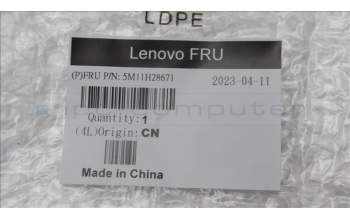 LDPE
Lenovo FRU
(P)FRU P/N: 5M11H28671
2023-04-11
Quantity:1
(4L)Origin:CN
Made in China